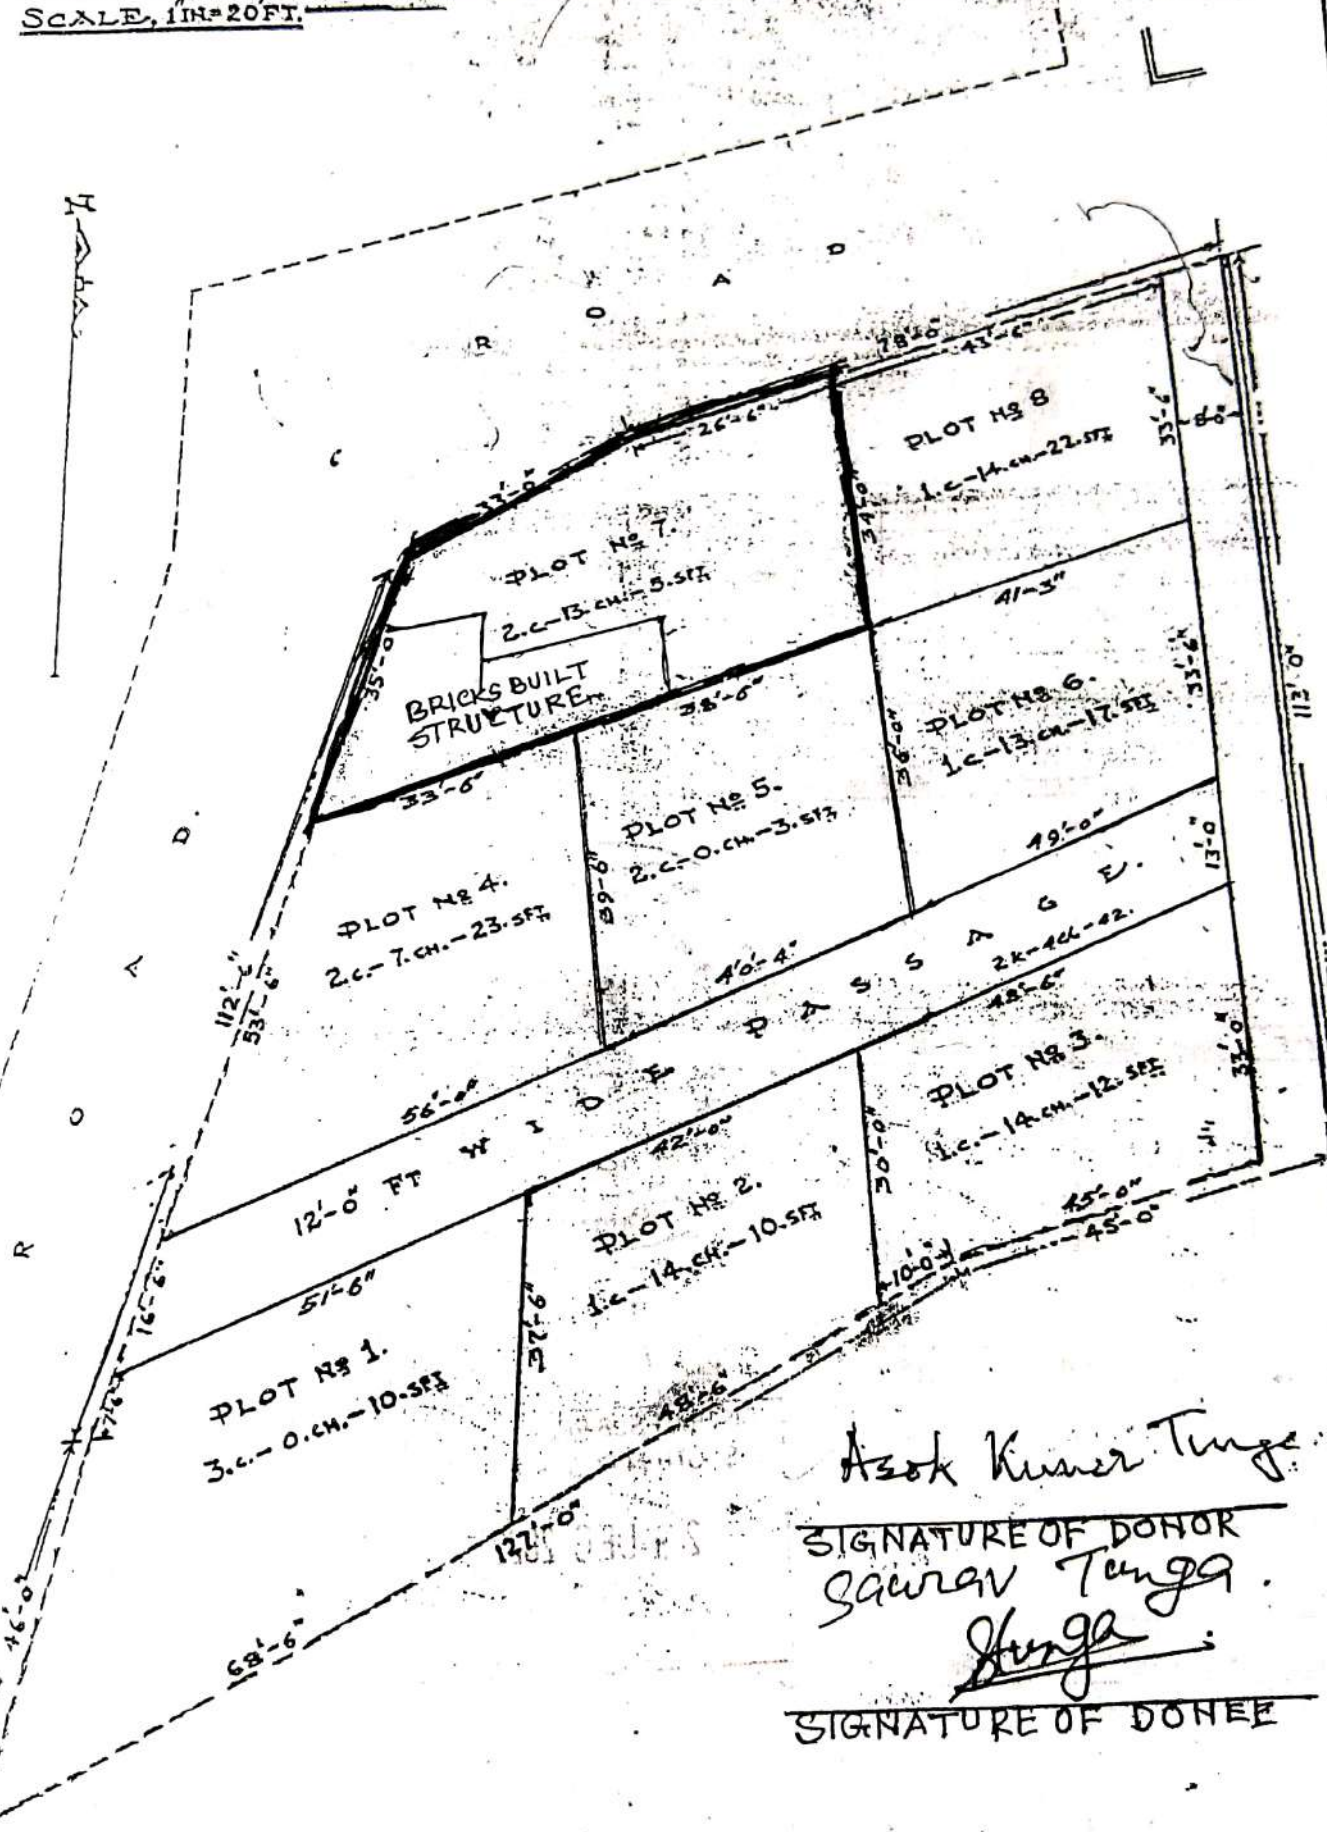 SCALE, 1"IN=20FT.
N
R O A D
78'-0"
43'-6"
26'-6"
33'-0"
PLOT No 8
1.C-14.CH-22.SFT
33'-6"
8'-0"
34'-0"
PLOT No 7.
2.C-13.CH.-5.SFT
35'-0"
BRICKS BUILT
STRUCTURE
41-3"
38'-6"
33'-6"
PLOT No 6.
1.C-13.CH-17.SFT
33'-6"
36'-0"
112'-0"
PLOT No 5.
2.C-0.CH.-3.SFT
39-6"
PLOT No 4.
2.C.-7.CH.-23.SFT
49'-0"
13'-0"
40'-4"
56'-0"
112'-6"
53'-6"
R O A D.
12'-0" FT WIDE PASSAGE.
2K-4CH-42.
48-6"
42'-0"
51'-6"
PLOT No 3.
1.C.-14.CH.-12.SFT
30'-0"
PLOT No 2.
1.C-14.CH.-10.SFT
16'-6"
45'-0"
45'-0"
10'-0"
PLOT No 1.
3.C.-0.CH.-10.SFT
48-6"
127'-0"
46'-0"
68'-6"
Asok Kumar Tunga
SIGNATURE OF DONOR
Saurav Tunga.
Stunga
SIGNATURE OF DONEE